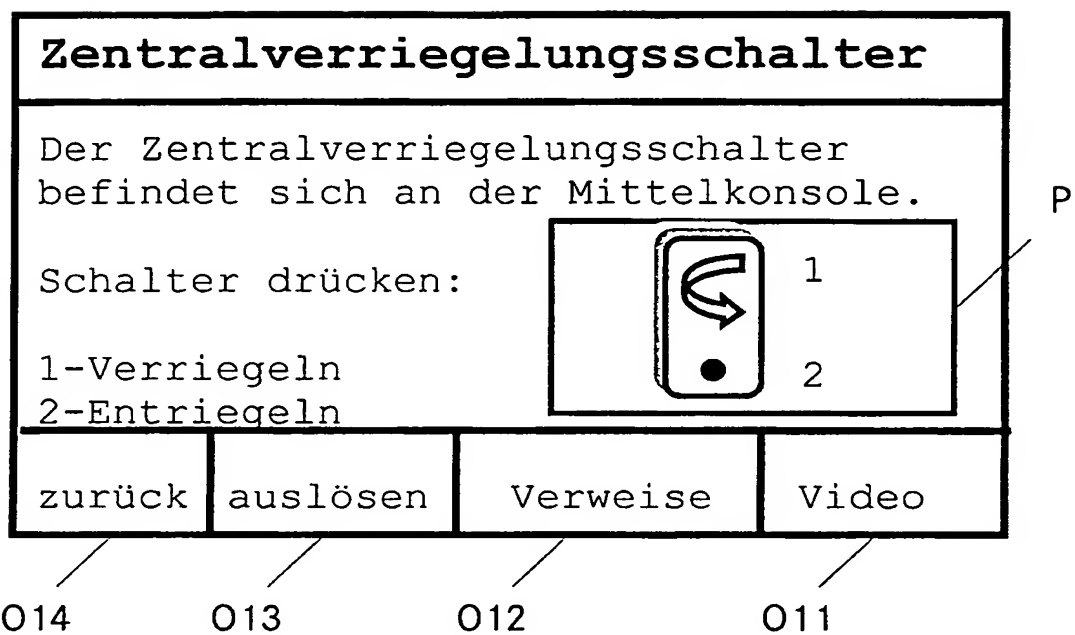 Zentralverriegelungsschalter
Der Zentralverriegelungsschalter
befindet sich an der Mittelkonsole.
P
Schalter drücken:
1
1-Verriegeln
2
2-Entriegeln
zurück auslösen Verweise Video
O14 O13 O12 O11